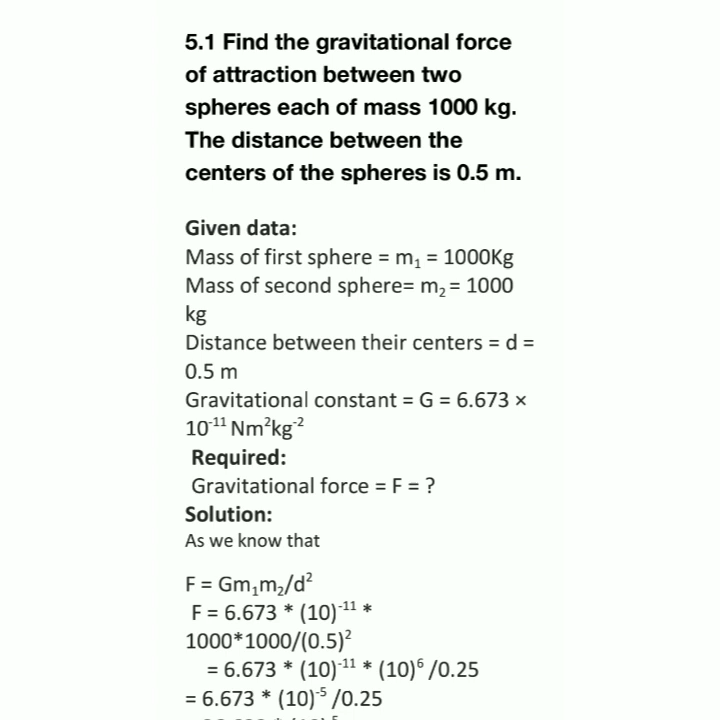 5.1 Find the gravitational force
of attraction between two
spheres each of mass 1000 kg.
The distance between the
centers of the spheres is 0.5 m.
Given data:
Mass of first sphere = m₁ = 1000Kg
Mass of second sphere= m₂ = 1000
kg
Distance between their centers = d =
0.5 m
Gravitational constant = G = 6.673 ×
10⁻¹¹ Nm²kg⁻²
Required:
Gravitational force = F = ?
Solution:
As we know that
F = Gm₁m₂/d²
F = 6.673 * (10)⁻¹¹ *
1000*1000/(0.5)²
= 6.673 * (10)⁻¹¹ * (10)⁶ /0.25
= 6.673 * (10)⁻⁵ /0.25